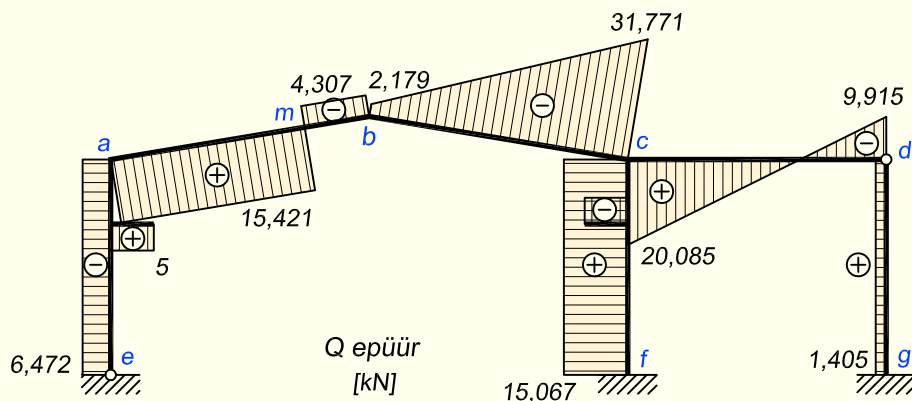 31,771
4,307
2,179
9,915
m
a
b
c
d
−
−
−
+
+
−
15,421
+
5
20,085
−
+
+
6,472
e
Q epüür
[kN]
15,067
f
1,405
g